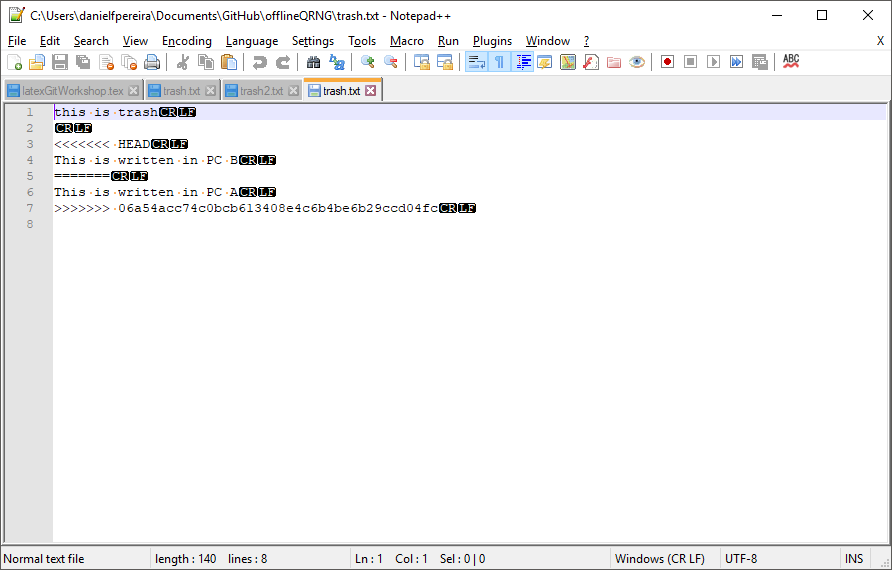 C:\Users\danielfpereira\Documents\GitHub\offlineQRNG\trash.txt - Notepad++
File Edit Search View Encoding Language Settings Tools Macro Run Plugins Window ? X
ABC
latexGitWorkshop.tex trash.txt trash2.txt trash.txt
1 this is trashCRLF
2 CRLF
3 <<<<<<< HEADCRLF
4 This is written in PC BCRLF
5 =======CRLF
6 This is written in PC ACRLF
7 >>>>>>> 06a54acc74c0bcb613408e4c6b4be6b29ccd04fcCRLF
8
Normal text file length : 140 lines : 8 Ln : 1 Col : 1 Sel : 0 | 0 Windows (CR LF) UTF-8 INS